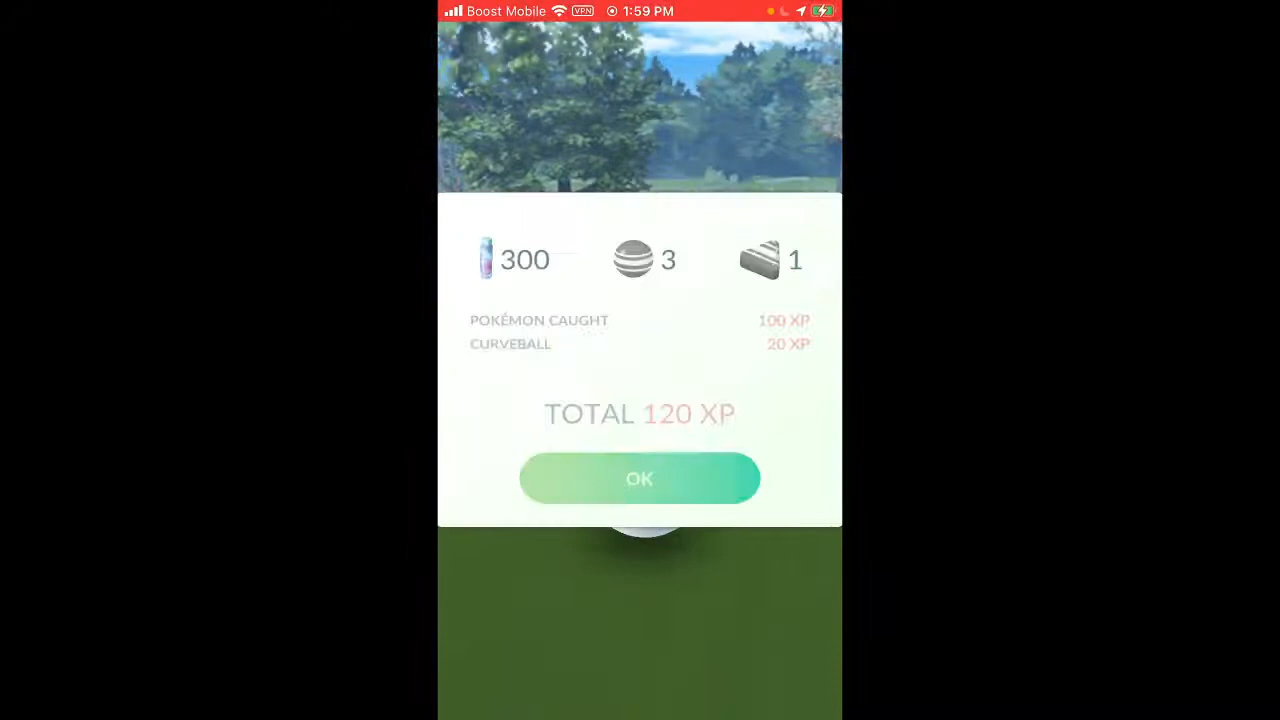 Boost Mobile VPN 1:59 PM
300 3 1
POKÉMON CAUGHT 100 XP
CURVEBALL 20 XP
TOTAL 120 XP
OK